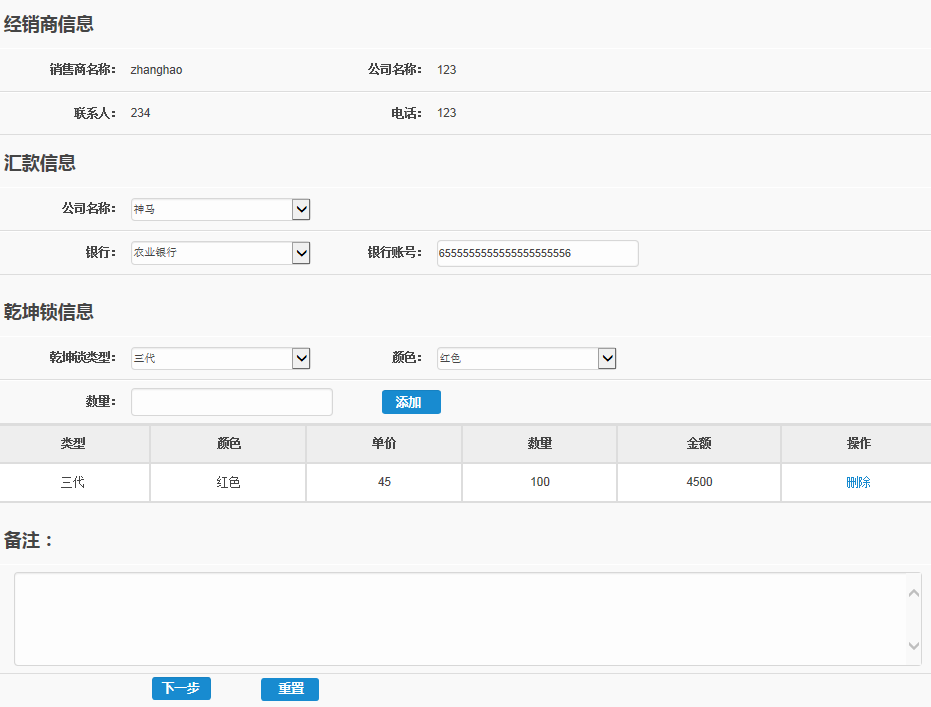 经销商信息
销售商名称： zhanghao 公司名称： 123
联系人： 234 电话： 123
汇款信息
公司名称： 神马
银行： 农业银行 银行账号： 6555555555555555555556
乾坤锁信息
乾坤锁类型： 三代 颜色： 红色
数量： 添加
类型 颜色 单价 数量 金额 操作
三代 红色 45 100 4500 删除
备注：
下一步 重置